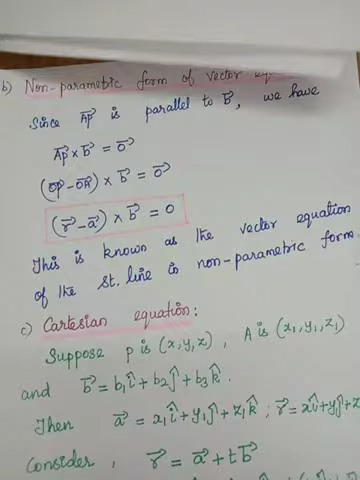 b) Non-parametric form of vector equ
Since AP⃗ is parallel to b⃗, we have
AP⃗ × b⃗ = 0⃗
(OP⃗ - OA⃗) × b⃗ = 0⃗
(r⃗ - a⃗) × b⃗ = 0
This is known as the vector equation
of the st. line in non-parametric form.
c) Cartesian equation:
Suppose p is (x, y, z), A is (x₁, y₁, z₁)
and b⃗ = b₁î + b₂ĵ + b₃k̂.
Then a⃗ = x₁î + y₁ĵ + z₁k̂ ; r⃗ = xî + yĵ + z
Consider, r⃗ = a⃗ + tb⃗